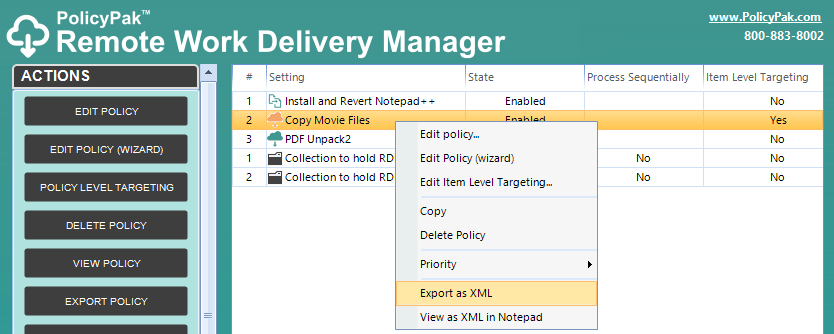 PolicyPak™
Remote Work Delivery Manager
www.PolicyPak.com
800-883-8002
ACTIONS
EDIT POLICY
EDIT POLICY (WIZARD)
POLICY LEVEL TARGETING
DELETE POLICY
VIEW POLICY
EXPORT POLICY
# Setting State Process Sequentially Item Level Targeting
1 Install and Revert Notepad++ Enabled No
2 Copy Movie Files Enabled Yes
3 PDF Unpack2 No
1 Collection to hold RD No No
2 Collection to hold RD No No
Edit policy...
Edit Policy (wizard)
Edit Item Level Targeting...
Copy
Delete Policy
Priority
Export as XML
View as XML in Notepad